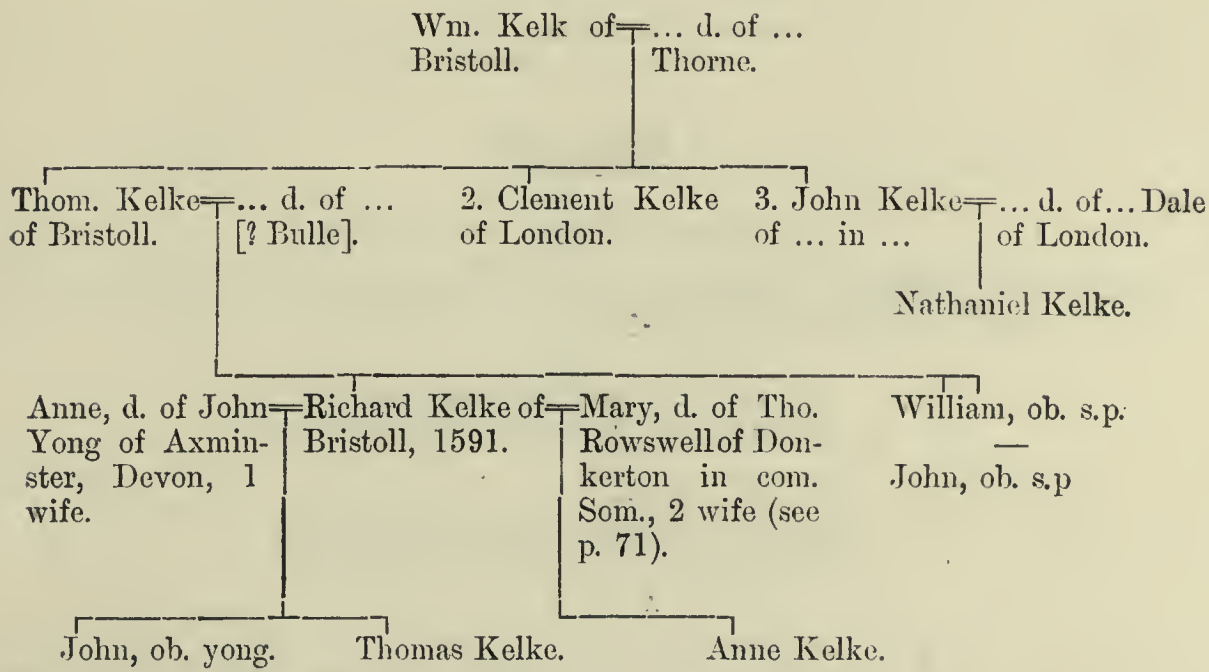 Wm. Kelk of ... d. of ...
Bristoll. Thorne.
Thom. Kelke ... d. of ... 2. Clement Kelke 3. John Kelke ... d. of ... Dale
of Bristoll. [? Bulle]. of London. of ... in ... of London.
Nathaniel Kelke.
Anne, d. of John Richard Kelke of Mary, d. of Tho. William, ob. s.p.
Yong of Axmin- Bristoll, 1591. Rowswell of Don- —
ster, Devon, 1 kerton in com. John, ob. s.p
wife. Som., 2 wife (see
p. 71).
John, ob. yong. Thomas Kelke. Anne Kelke.